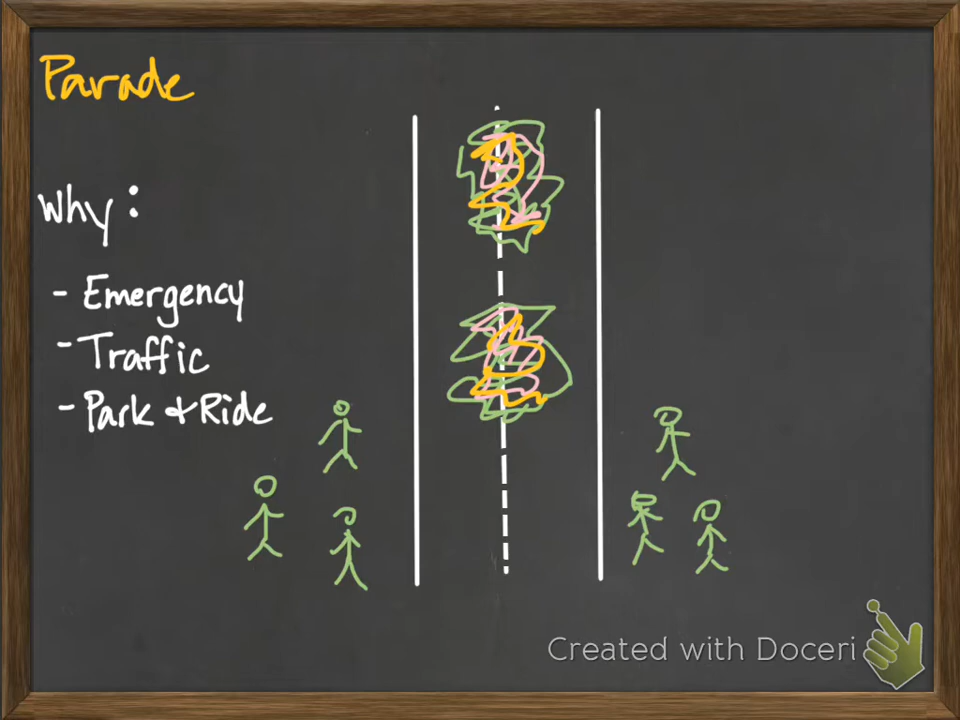 Parade
Why:
- Emergency
- Traffic
- Park & Ride
Created with Doceri